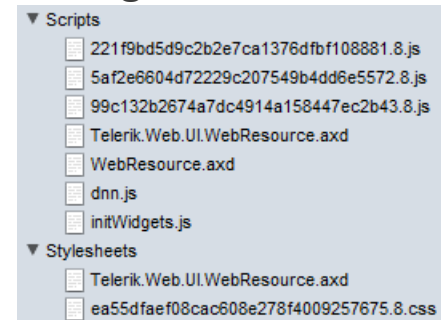 Scripts
221f9bd5d9c2b2e7ca1376dfbf108881.8.js
5af2e6604d72229c207549b4dd6e5572.8.js
99c132b2674a7dc4914a158447ec2b43.8.js
Telerik.Web.UI.WebResource.axd
WebResource.axd
dnn.js
initWidgets.js
Stylesheets
Telerik.Web.UI.WebResource.axd
ea55dfaef08cac608e278f4009257675.8.css